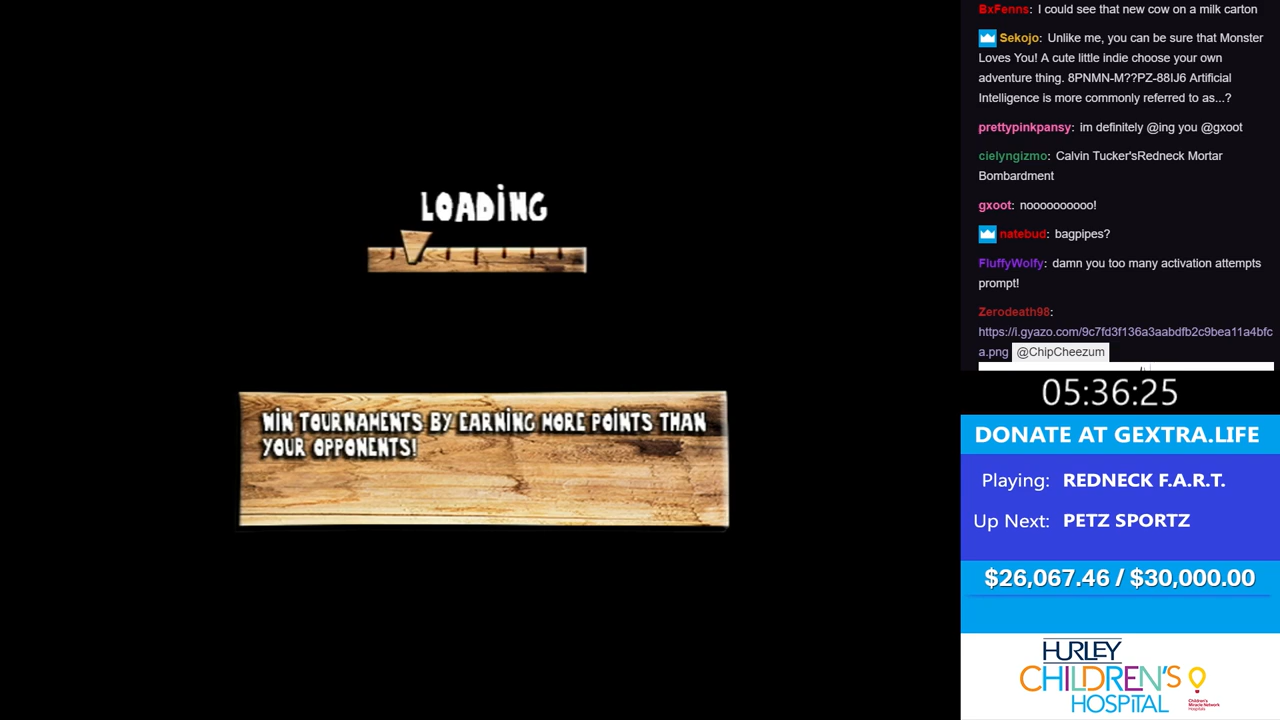 LOADING
WIN TOURNAMENTS BY EARNING MORE POINTS THAN
YOUR OPPONENTS!
BxFenns: I could see that new cow on a milk carton
Sekojo: Unlike me, you can be sure that Monster
Loves You! A cute little indie choose your own
adventure thing. 8PNMN-M??PZ-88IJ6 Artificial
Intelligence is more commonly referred to as...?
prettypinkpansy: im definitely @ing you @gxoot
cielyngizmo: Calvin Tucker'sRedneck Mortar
Bombardment
gxoot: noooooooooo!
natebud: bagpipes?
FluffyWolfy: damn you too many activation attempts
prompt!
Zerodeath98:
https://i.gyazo.com/9c7fd3f136a3aabdfb2c9bea11a4bfc
a.png @ChipCheezum
05:36:25
DONATE AT GEXTRA.LIFE
Playing: REDNECK F.A.R.T.
Up Next: PETZ SPORTZ
$26,067.46 / $30,000.00
HURLEY
CHILDREN'S
HOSPITAL
Children's
Miracle Network
Hospitals